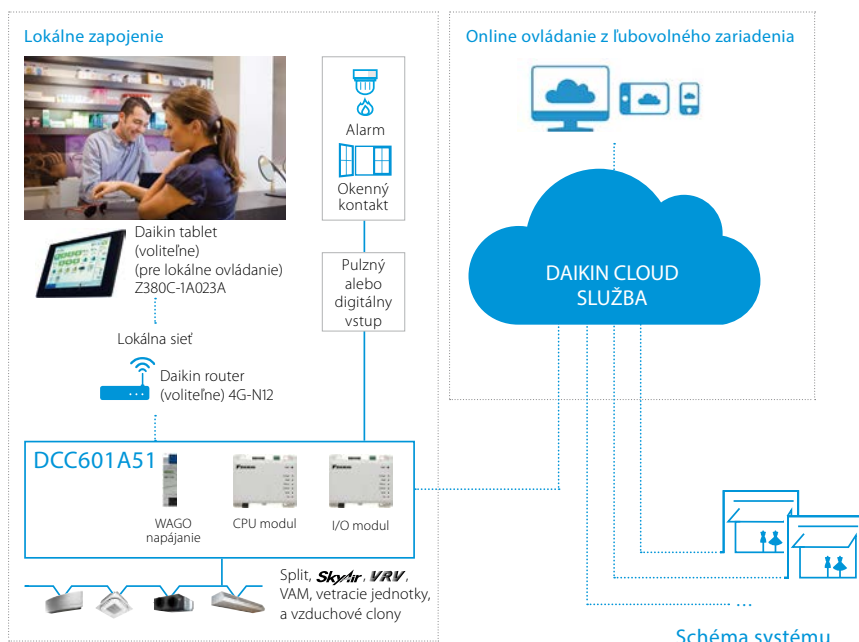 Lokálne zapojenie
Online ovládanie z ľubovolného zariadenia
Alarm
Okenný
kontakt
Daikin tablet
(voliteľne)
(pre lokálne ovládanie)
Z380C-1A023A
Pulzný
alebo
digitálny
vstup
DAIKIN CLOUD
SLUŽBA
Lokálna sieť
Daikin router
(voliteľne) 4G-N12
DCC601A51
WAGO
napájanie
CPU modul
I/O modul
Split, SkyAir, VRV,
VAM, vetracie jednotky,
a vzduchové clony
...
Schéma systému